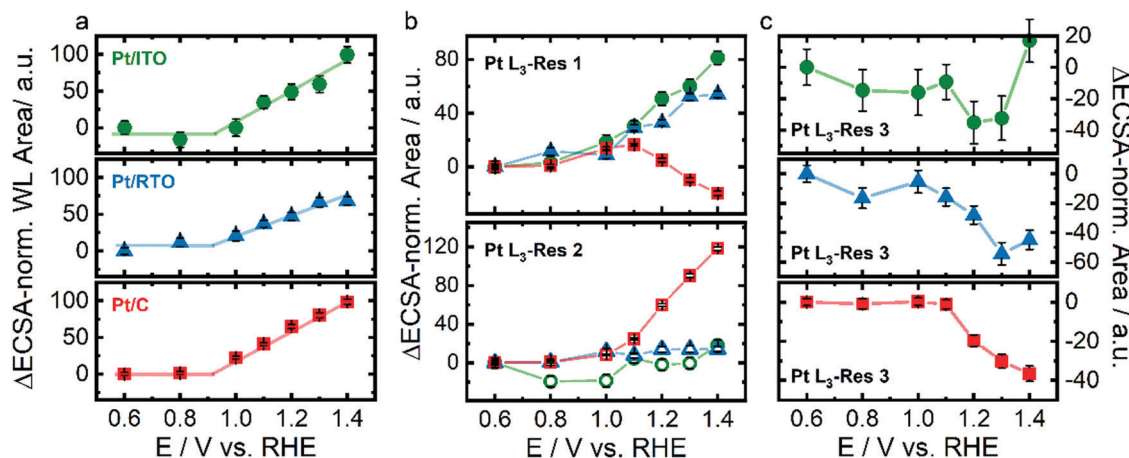 a
b
c
Pt/ITO
Pt/RTO
Pt/C
ΔECSA-norm. WL Area/ a.u.
100
50
0
100
50
0
100
50
0
0.6 0.8 1.0 1.2 1.4
E / V vs. RHE
Pt L₃-Res 1
Pt L₃-Res 2
ΔECSA-norm. Area / a.u.
80
40
0
120
80
40
0
0.6 0.8 1.0 1.2 1.4
E / V vs. RHE
Pt L₃-Res 3
Pt L₃-Res 3
Pt L₃-Res 3
20
0
-20
-40
0
-20
-40
-60
0
-20
-40
ΔECSA-norm. Area / a.u.
0.6 0.8 1.0 1.2 1.4
E / V vs. RHE